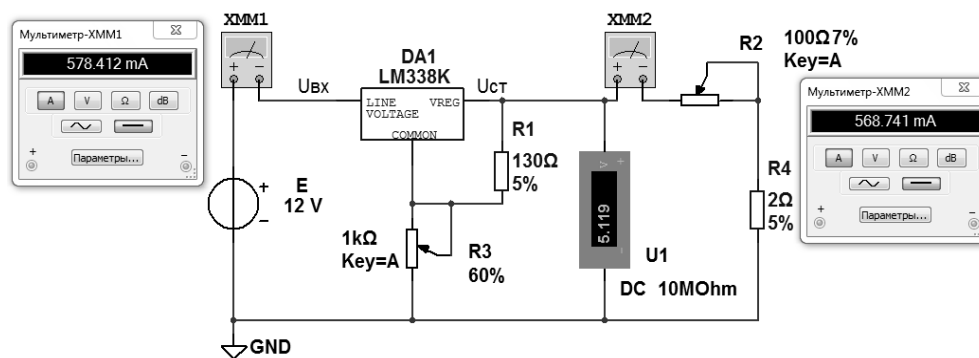 Мультиметр-XMM1
578.412 mA
A
V
Ω
dB
+
Параметры...
-
XMM1
+ -
UВХ
DA1
LM338K
LINE VREG
VOLTAGE
COMMON
UСТ
R1
130Ω
5%
E
12 V
+
-
1kΩ
Key=A
R3
60%
GND
XMM2
+ -
V +
5.119
-
U1
DC 10MOhm
R2
100Ω 7%
Key=A
R4
2Ω
5%
Мультиметр-XMM2
568.741 mA
A
V
Ω
dB
+
Параметры...
-